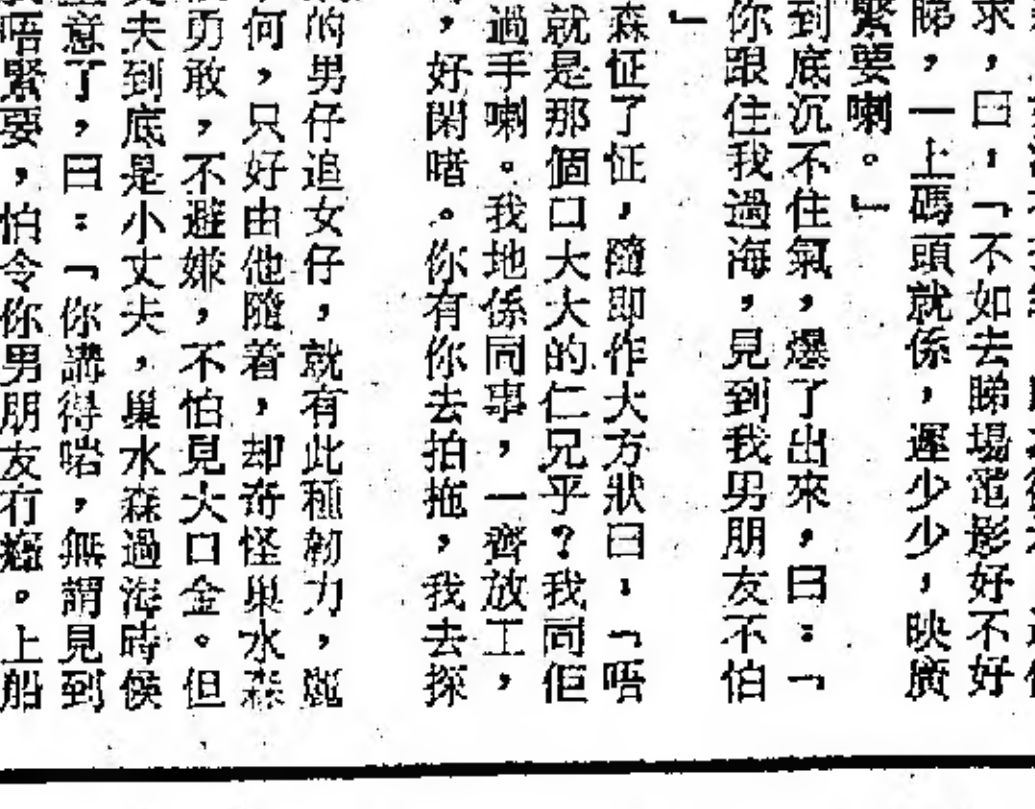 求，曰：「不如去睇場電影好不好
睇，一上碼頭就係，遲少少，映廣
緊要喇。」
到底沉不住氣，爆了出來，曰：「
你跟住我過海，見到我男朋友不怕
」
森怔了怔，隨即作大方狀曰：「唔
就是那個口大大的仁兄乎？我同佢
過手喇。我地係同事，一齊放工，
，好閑啫。你有你去拍拖，我去探
的男仔追女仔，就有此種韌力，麗
何，只好由他隨着，却奇怪巢水森
勇敢，不避嫌，不怕見大口金。但
夫到底是小丈夫，巢水森過海時候
意了，曰：「你講得啱，無謂見到
唔緊要，怕令你男朋友冇癮。上船